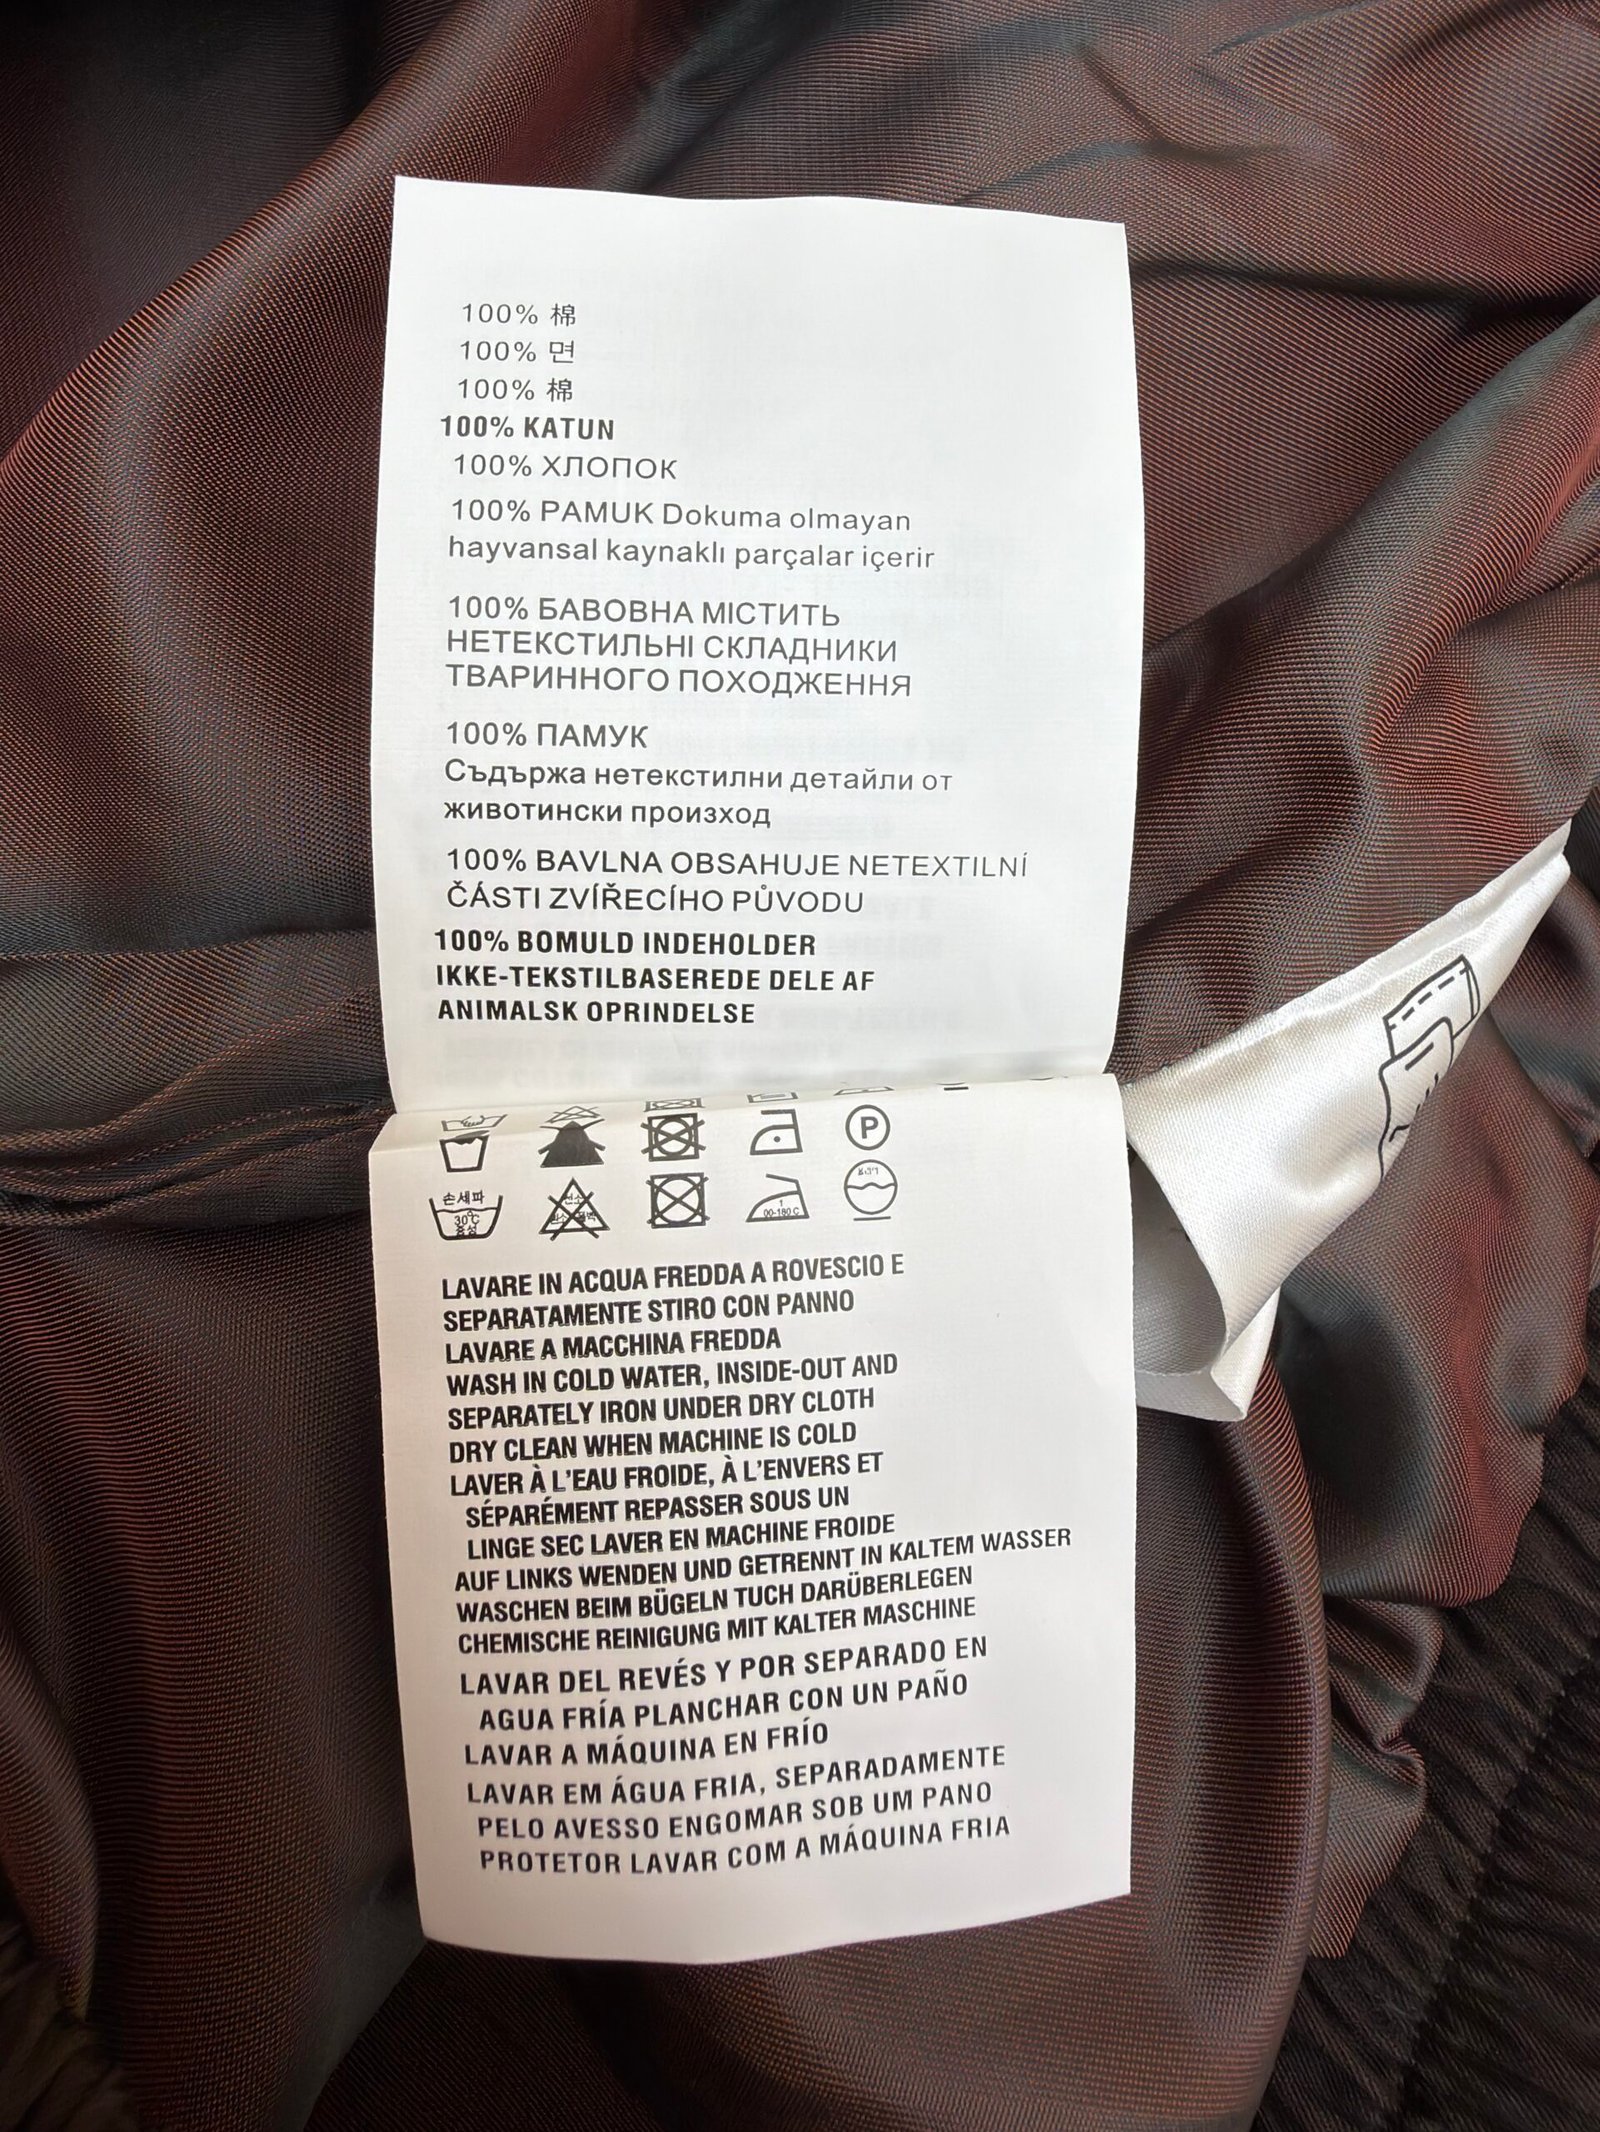 100% 棉
100% 면
100% 棉
100% KATUN
100% ХЛОПОК
100% PAMUK Dokuma olmayan
hayvansal kaynaklı parçalar içerir
100% БАВОВНА МІСТИТЬ
НЕТЕКСТИЛЬНІ СКЛАДНИКИ
ТВАРИННОГО ПОХОДЖЕННЯ
100% ПАМУК
Съдържа нетекстилни детайли от
животински произход
100% BAVLNA OBSAHUJE NETEXTILNÍ
ČÁSTI ZVÍŘECÍHO PŮVODU
100% BOMULD INDEHOLDER
IKKE-TEKSTILBASEREDE DELE AF
ANIMALSK OPRINDELSE
P
손세파
30℃
중성
LAVARE IN ACQUA FREDDA A ROVESCIO E
SEPARATAMENTE STIRO CON PANNO
LAVARE A MACCHINA FREDDA
WASH IN COLD WATER, INSIDE-OUT AND
SEPARATELY IRON UNDER DRY CLOTH
DRY CLEAN WHEN MACHINE IS COLD
LAVER À L'EAU FROIDE, À L'ENVERS ET
SÉPARÉMENT REPASSER SOUS UN
LINGE SEC LAVER EN MACHINE FROIDE
AUF LINKS WENDEN UND GETRENNT IN KALTEM WASSER
WASCHEN BEIM BÜGELN TUCH DARÜBERLEGEN
CHEMISCHE REINIGUNG MIT KALTER MASCHINE
LAVAR DEL REVÉS Y POR SEPARADO EN
AGUA FRÍA PLANCHAR CON UN PAÑO
LAVAR A MÁQUINA EN FRÍO
LAVAR EM ÁGUA FRIA, SEPARADAMENTE
PELO AVESSO ENGOMAR SOB UM PANO
PROTETOR LAVAR COM A MÁQUINA FRIA